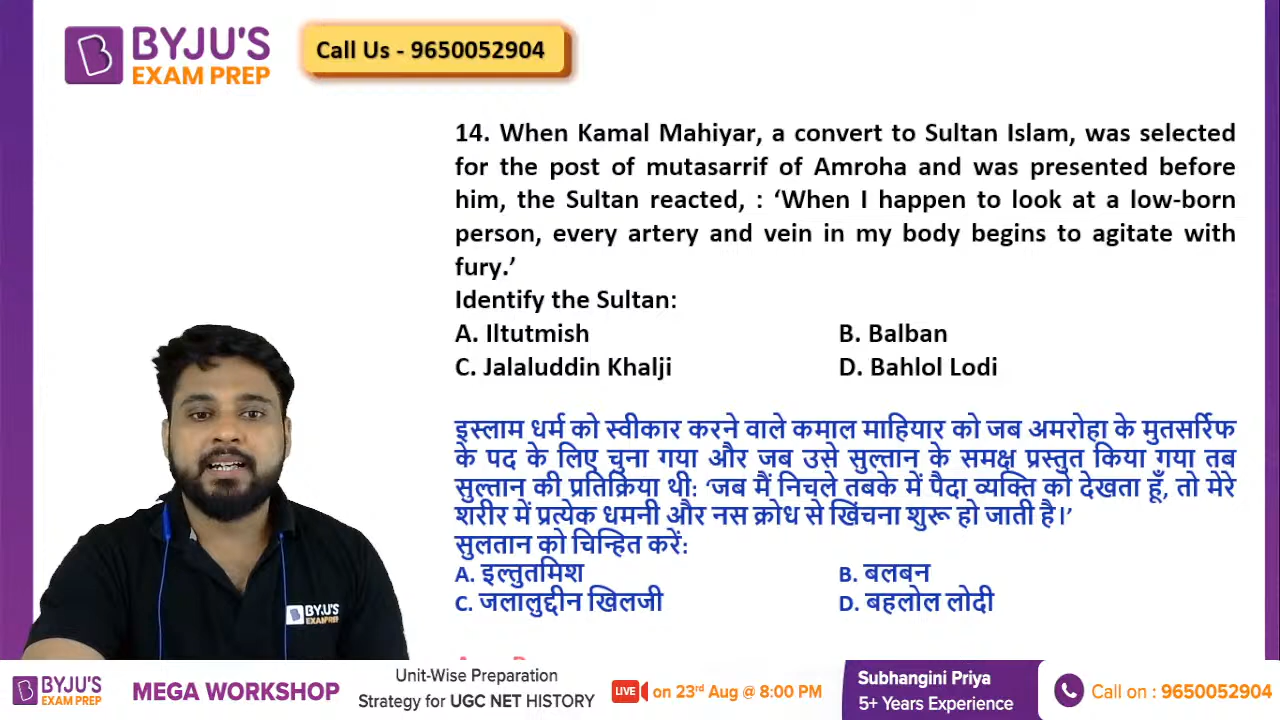 BYJU'S
EXAM PREP
Call Us - 9650052904
14. When Kamal Mahiyar, a convert to Sultan Islam, was selected
for the post of mutasarrif of Amroha and was presented before
him, the Sultan reacted, : ‘When I happen to look at a low-born
person, every artery and vein in my body begins to agitate with
fury.’
Identify the Sultan:
A. Iltutmish B. Balban
C. Jalaluddin Khalji D. Bahlol Lodi
इस्लाम धर्म को स्वीकार करने वाले कमाल माहियार को जब अमरोहा के मुतसर्रिफ
के पद के लिए चुना गया और जब उसे सुल्तान के समक्ष प्रस्तुत किया गया तब
सुल्तान की प्रतिक्रिया थी: ‘जब मैं निचले तबके में पैदा व्यक्ति को देखता हूँ, तो मेरे
शरीर में प्रत्येक धमनी और नस क्रोध से खिंचना शुरू हो जाती है।’
सुलतान को चिन्हित करें:
A. इल्तुतमिश B. बलबन
C. जलालुद्दीन खिलजी D. बहलोल लोदी
BYJU'S
EXAM PREP
BYJU'S
EXAM PREP
MEGA WORKSHOP
Unit-Wise Preparation
Strategy for UGC NET HISTORY
LIVE on 23rd Aug @ 8:00 PM
Subhangini Priya
5+ Years Experience
Call on : 9650052904